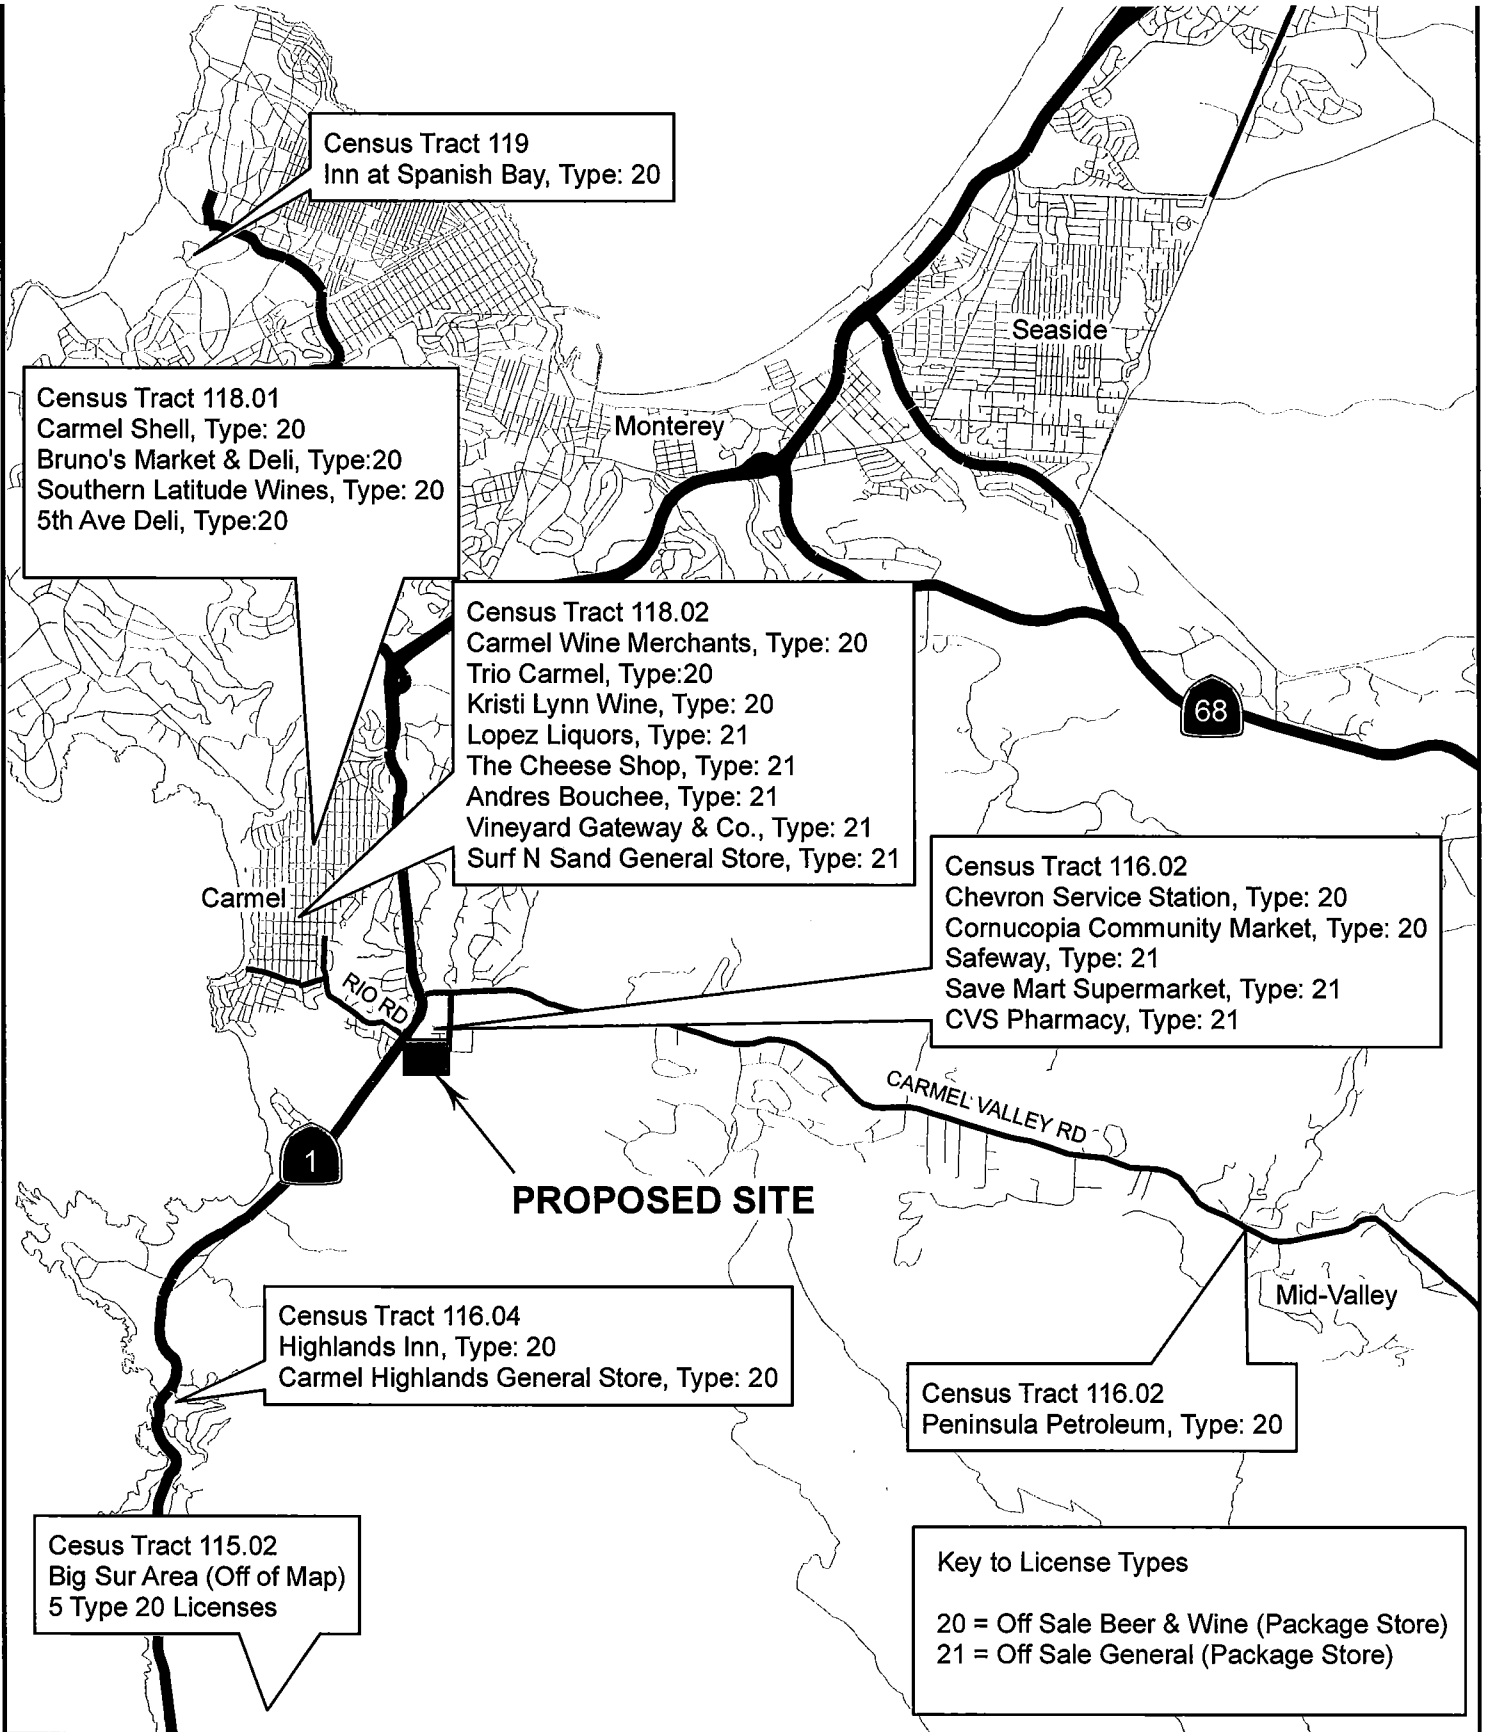 Census Tract 119
Inn at Spanish Bay, Type: 20
Seaside
Census Tract 118.01
Carmel Shell, Type: 20
Bruno's Market & Deli, Type:20
Southern Latitude Wines, Type: 20
5th Ave Deli, Type:20
Monterey
Census Tract 118.02
Carmel Wine Merchants, Type: 20
Trio Carmel, Type:20
Kristi Lynn Wine, Type: 20
Lopez Liquors, Type: 21
The Cheese Shop, Type: 21
Andres Bouchee, Type: 21
Vineyard Gateway & Co., Type: 21
Surf N Sand General Store, Type: 21
68
Carmel
Census Tract 116.02
Chevron Service Station, Type: 20
Cornucopia Community Market, Type: 20
Safeway, Type: 21
Save Mart Supermarket, Type: 21
CVS Pharmacy, Type: 21
RIO RD
CARMEL VALLEY RD
1
PROPOSED SITE
Mid-Valley
Census Tract 116.04
Highlands Inn, Type: 20
Carmel Highlands General Store, Type: 20
Census Tract 116.02
Peninsula Petroleum, Type: 20
Cesus Tract 115.02
Big Sur Area (Off of Map)
5 Type 20 Licenses
Key to License Types
20 = Off Sale Beer & Wine (Package Store)
21 = Off Sale General (Package Store)